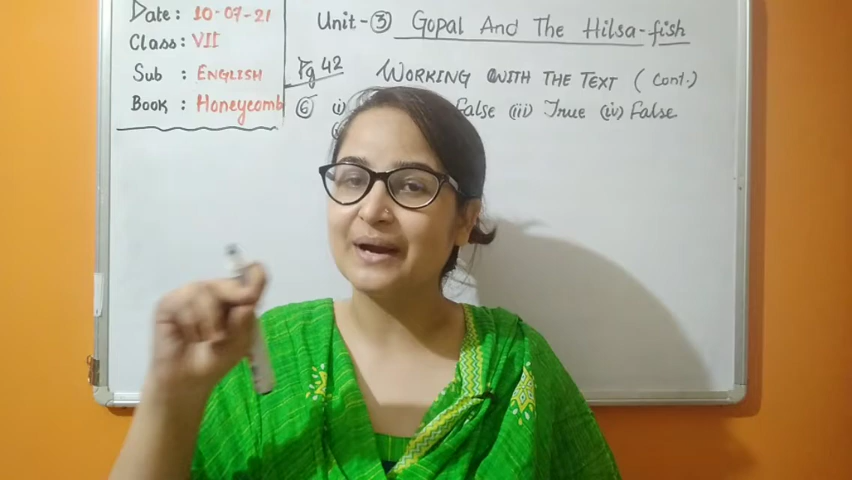 Date: 10-07-21
Class: VII
Sub : ENGLISH
Book : Honeycomb
Unit-③ Gopal And The Hilsa-fish
Pg 42 WORKING WITH THE TEXT (Cont.)
⑥ (i) False (iii) True (iv) False